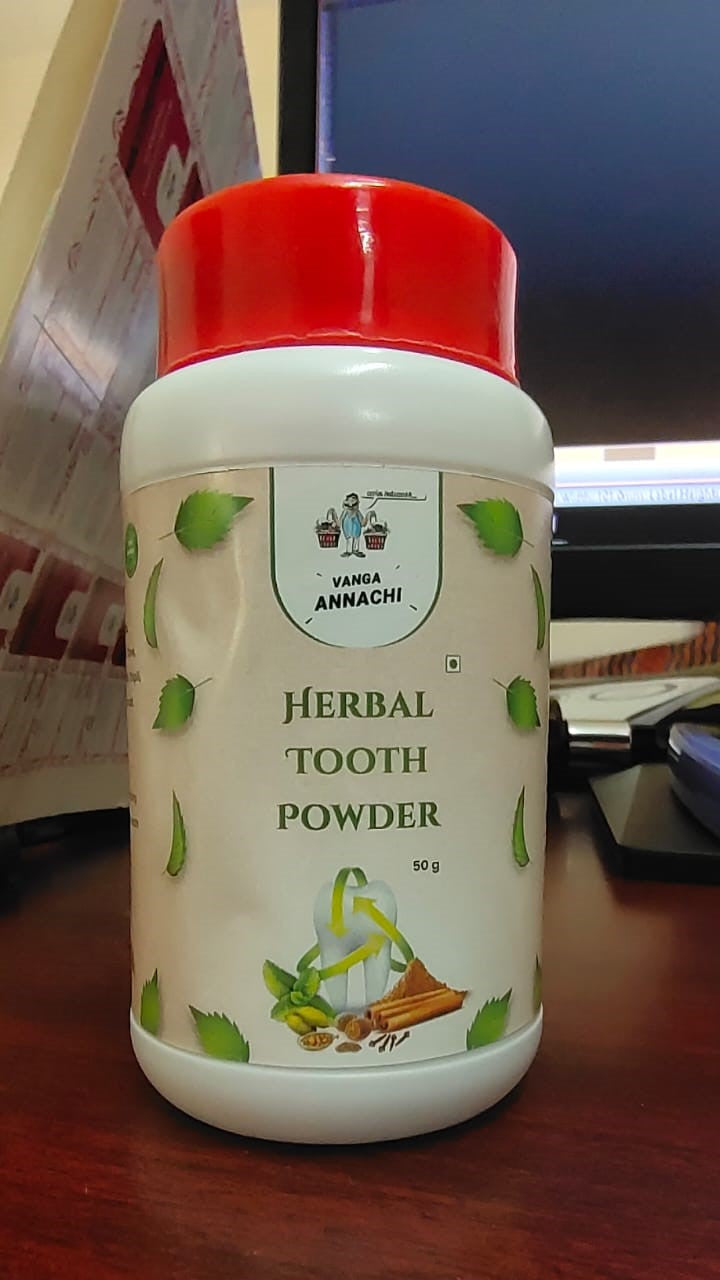 VANGA
ANNACHI
HERBAL
TOOTH
POWDER
50 g